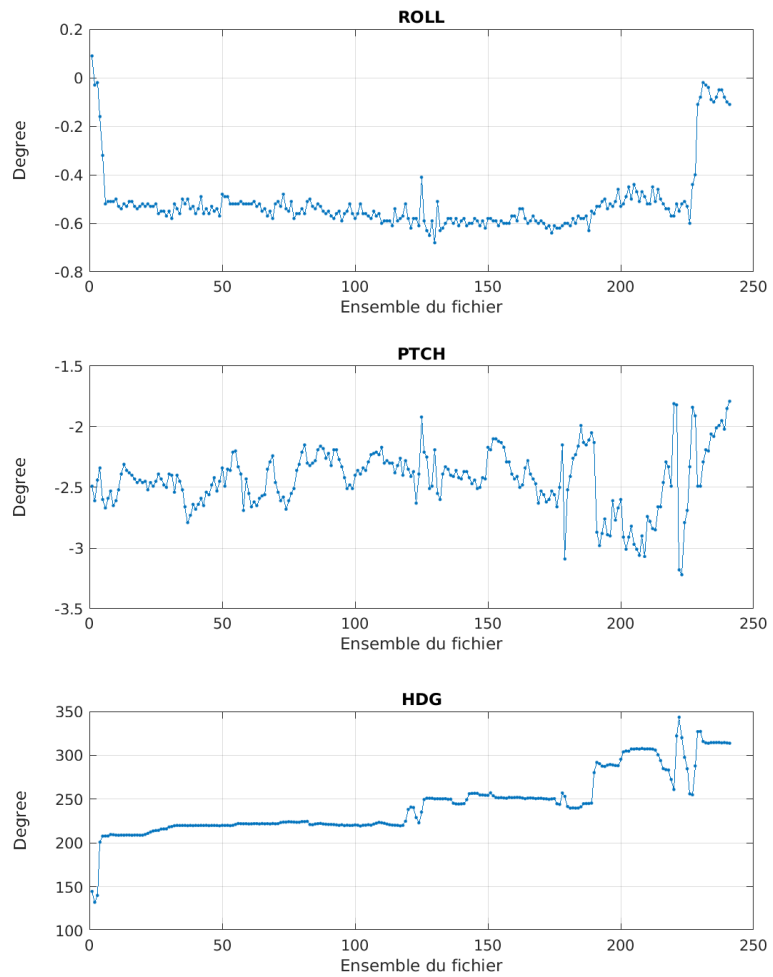 ROLL
0.2
0
-0.2
-0.4
-0.6
-0.8
Degree
0 50 100 150 200 250
Ensemble du fichier
PTCH
-1.5
-2
-2.5
-3
-3.5
Degree
0 50 100 150 200 250
Ensemble du fichier
HDG
350
300
250
200
150
100
Degree
0 50 100 150 200 250
Ensemble du fichier